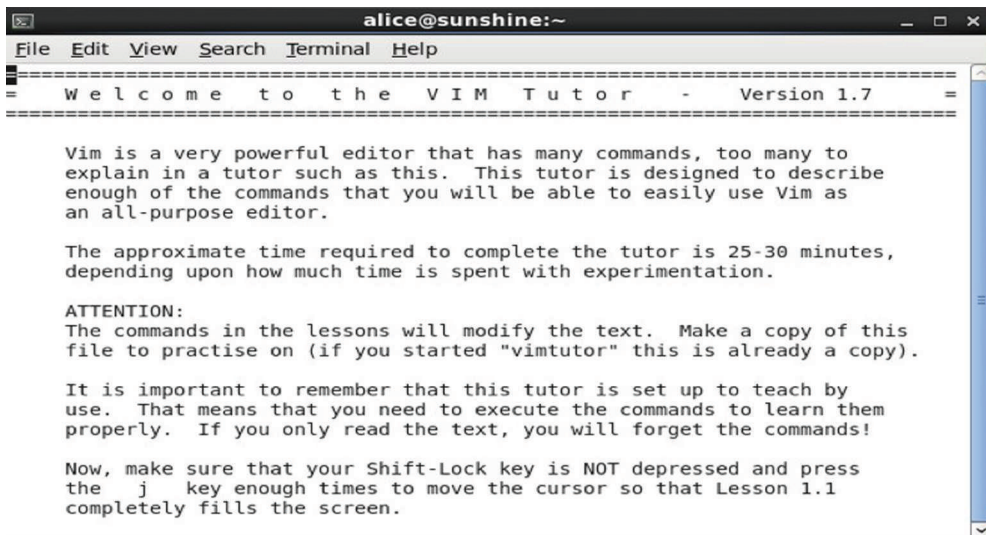 alice@sunshine:~
File Edit View Search Terminal Help
===============================================================================
=    W e l c o m e   t o   t h e   V I M   T u t o r    -    Version 1.7      =
===============================================================================
Vim is a very powerful editor that has many commands, too many to
explain in a tutor such as this.  This tutor is designed to describe
enough of the commands that you will be able to easily use Vim as
an all-purpose editor.
The approximate time required to complete the tutor is 25-30 minutes,
depending upon how much time is spent with experimentation.
ATTENTION:
The commands in the lessons will modify the text.  Make a copy of this
file to practise on (if you started "vimtutor" this is already a copy).
It is important to remember that this tutor is set up to teach by
use.  That means that you need to execute the commands to learn them
properly.  If you only read the text, you will forget the commands!
Now, make sure that your Shift-Lock key is NOT depressed and press
the   j   key enough times to move the cursor so that Lesson 1.1
completely fills the screen.